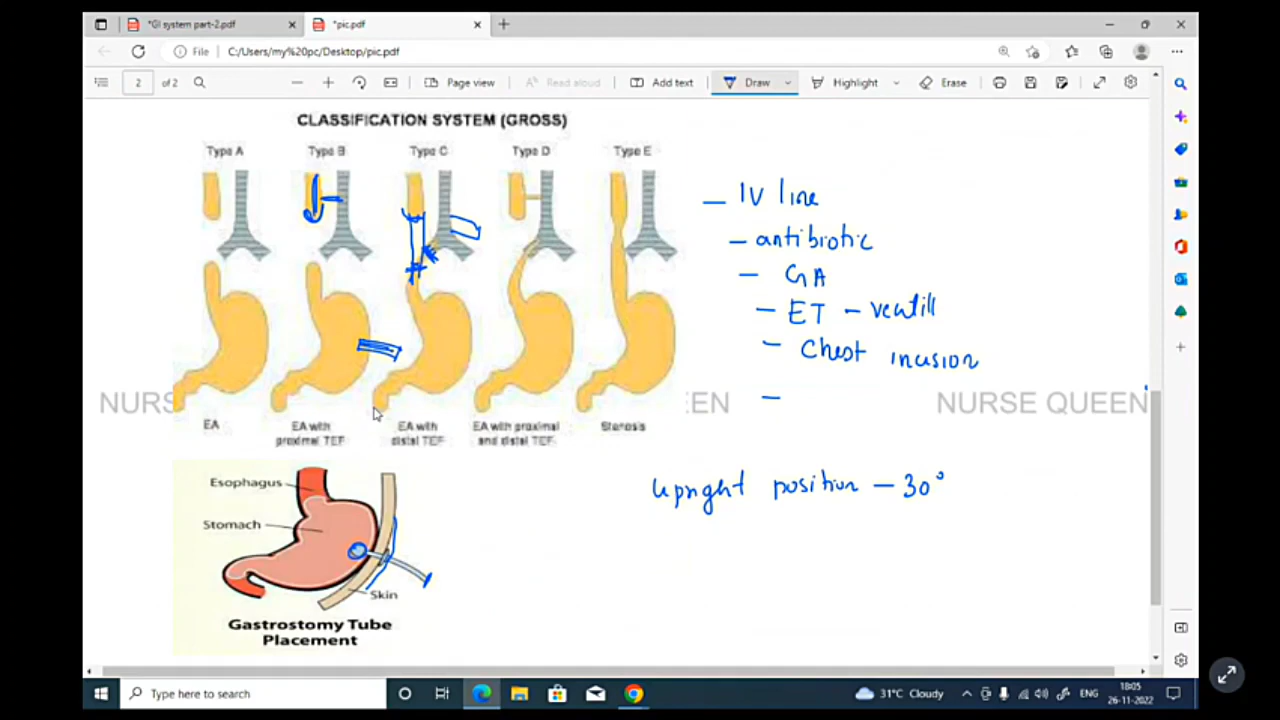 *GI system part-2.pdf
*pic.pdf
File
C:/Users/my%20pc/Desktop/pic.pdf
2 of 2
Page view
Read aloud
Add text
Draw
Highlight
Erase
CLASSIFICATION SYSTEM (GROSS)
Type A Type B Type C Type D Type E
EA
EA with proximal TEF
EA with distal TEF
EA with proximal and distal TEF
Stenosis
- IV line
- antibiotic
- GA
- ET - ventill
- Chest incusion
-
NURS
EEN
NURSE QUEEN
Upright position - 30°
Esophagus
Stomach
Skin
Gastrostomy Tube
Placement
Type here to search
31°C Cloudy
ENG
18:05
26-11-2022